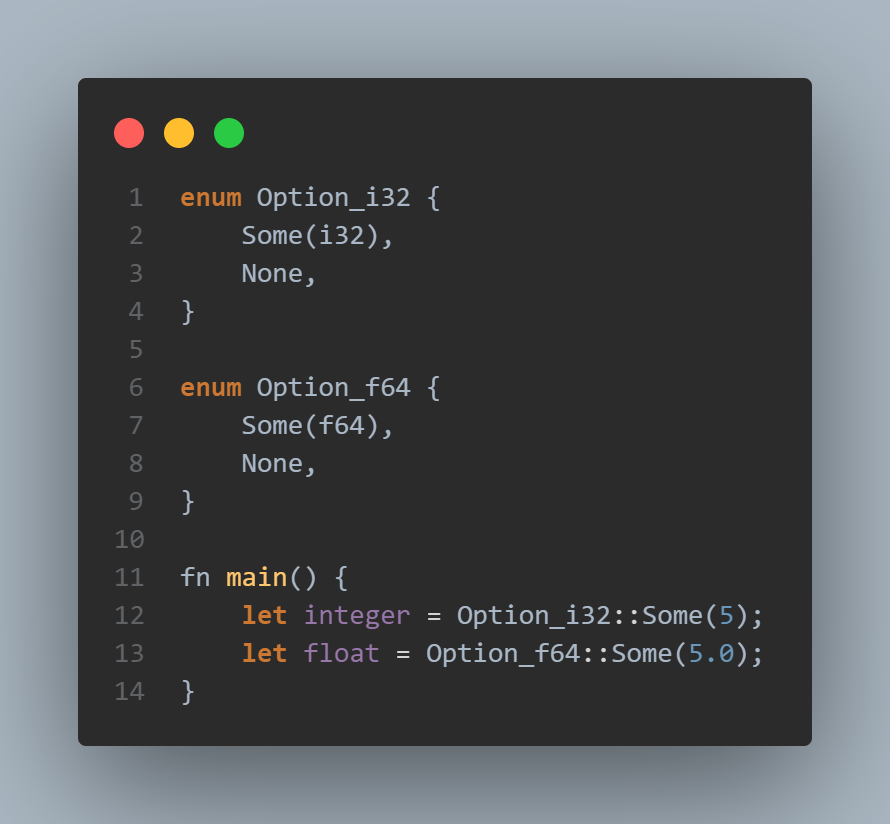 1 enum Option_i32 {
2     Some(i32),
3     None,
4 }
5
6 enum Option_f64 {
7     Some(f64),
8     None,
9 }
10
11 fn main() {
12     let integer = Option_i32::Some(5);
13     let float = Option_f64::Some(5.0);
14 }